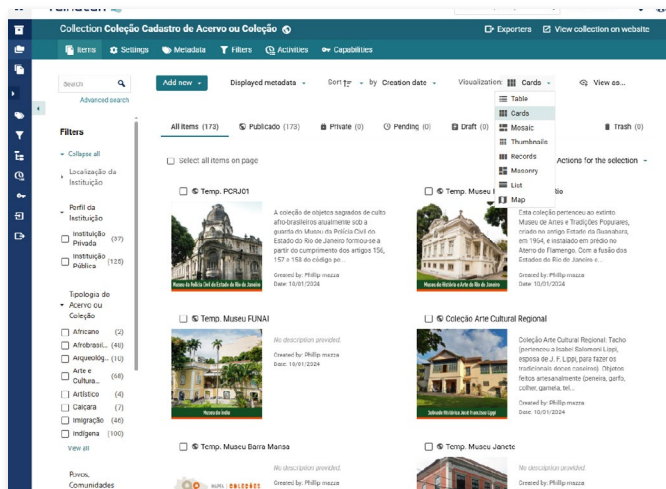 Collection Coleção Cadastro de Acervo ou Coleção
Exporters
View collection on website
Items
Settings
Metadata
Filters
Activities
Capabilities
Search
Advanced search
Add new
Displayed metadata
Sort
by Creation date
Visualization:
Cards
View as...
Table
Cards
Mosaic
Thumbnails
Records
Masonry
List
Map
Filters
Collapse all
Localização da
Instituição
Perfil da
Instituição
Instituição
Privada (97)
Instituição
Pública (125)
Tipologia do
Acervo ou
Coleção
Africano (2)
Afrobrasil... (48)
Arqueológ... (10)
Arte e
Cultura... (68)
Artístico (4)
Caiçara (7)
Imigração (46)
Indígena (100)
View all
Povos,
Comunidades
All items (173)
Publicado (173)
Private (0)
Pending (0)
Draft (0)
Trash (0)
Select all items on page
Actions for the selection
Temp. PCRJ01
A coleção de objetos sagrados de culto
afro-brasileiros atualmente sob a
guarda do Museu da Polícia Civil do
Estado do Rio de Janeiro formou-se a
partir do cumprimento dos artigos 156,
157 e 158 do código pe...
Created by: Phillip mazza
Date: 10/01/2024
Museu da Polícia Civil do Estado do Rio de Janeiro
Temp. Museu
Esta coleção pertenceu ao extinto
Museu de Artes e Tradições Populares,
criado no antigo Estado da Guanabara,
em 1964, e instalado em prédio no
Aterro do Flamengo. Com a fusão dos
Estados do Rio de Janeiro e...
Created by: Phillip mazza
Date: 10/01/2024
Museu de História e Arte do Rio de Janeiro
Temp. Museu FUNAI
No description provided.
Created by: Phillip mazza
Date: 10/01/2024
Museu do Índio
Coleção Arte Cultural Regional
Coleção Arte Cultural Regional: Tacho
(pertenceu a Isabel Salomoni Lippi,
esposa de J. F. Lippi, para fazer os
tradicionais doces caseiros). Objetos
feitos artesanalmente (peneira, garfo,
colher, gamela, tel...
Created by: Phillip mazza
Date: 10/01/2024
Sobrado Histórico José Francisco Lippi
Temp. Museu Barra Mansa
No description provided.
Created by: Phillip mazza
Temp. Museu Janete
No description provided.
Created by: Phillip mazza